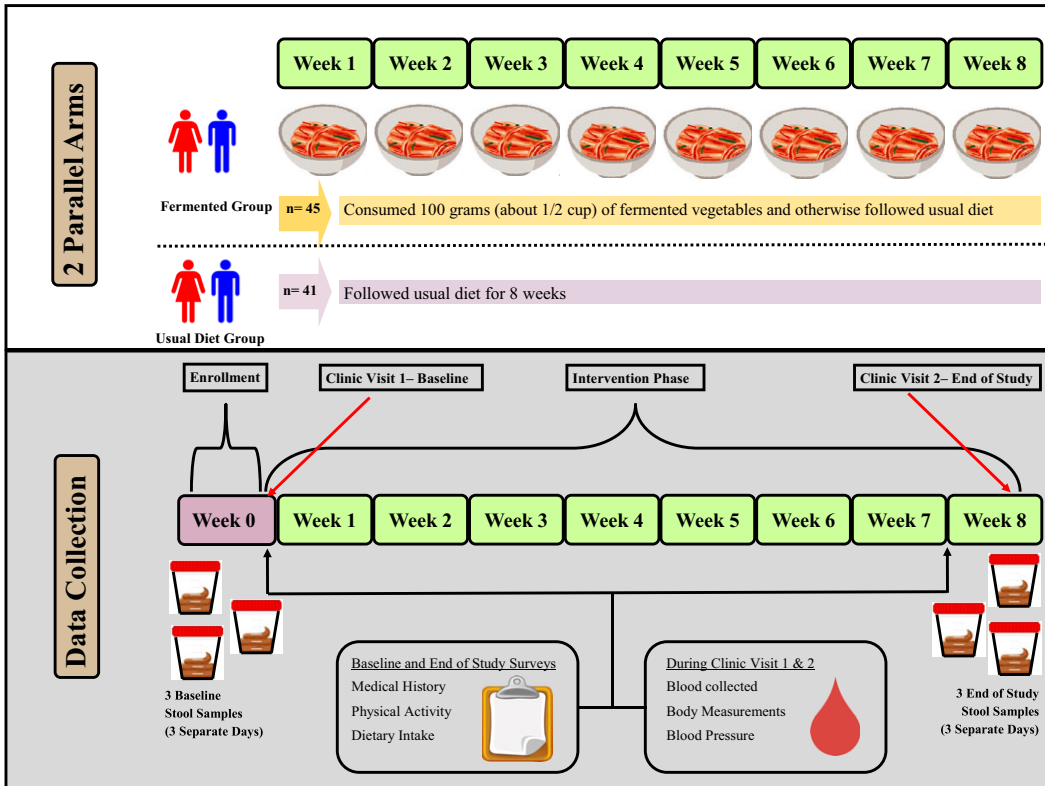 2 Parallel Arms
Week 1
Week 2
Week 3
Week 4
Week 5
Week 6
Week 7
Week 8
Fermented Group
n= 45
Consumed 100 grams (about 1/2 cup) of fermented vegetables and otherwise followed usual diet
n= 41
Followed usual diet for 8 weeks
Usual Diet Group
Data Collection
Enrollment
Clinic Visit 1– Baseline
Intervention Phase
Clinic Visit 2– End of Study
Week 0
Week 1
Week 2
Week 3
Week 4
Week 5
Week 6
Week 7
Week 8
3 Baseline
Stool Samples
(3 Separate Days)
Baseline and End of Study Surveys
Medical History
Physical Activity
Dietary Intake
During Clinic Visit 1 & 2
Blood collected
Body Measurements
Blood Pressure
3 End of Study
Stool Samples
(3 Separate Days)